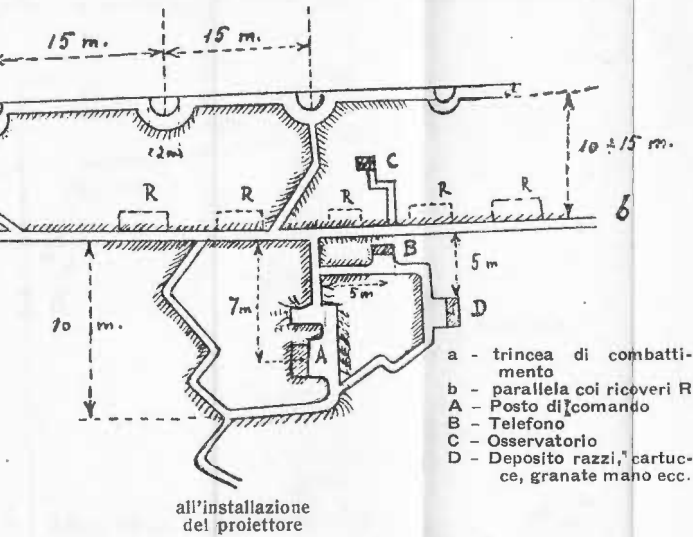 15 m.
15 m.
±2m
10 ÷ 15 m.
C
R
R
R
R
R
b
B
10 m.
7m
5m
5 m
D
A
a - trincea di combatti-
mento
b - parallela coi ricoveri R
A - Posto di comando
B - Telefono
C - Osservatorio
D - Deposito razzi, cartuc-
ce, granate mano ecc.
all'installazione
del proiettore